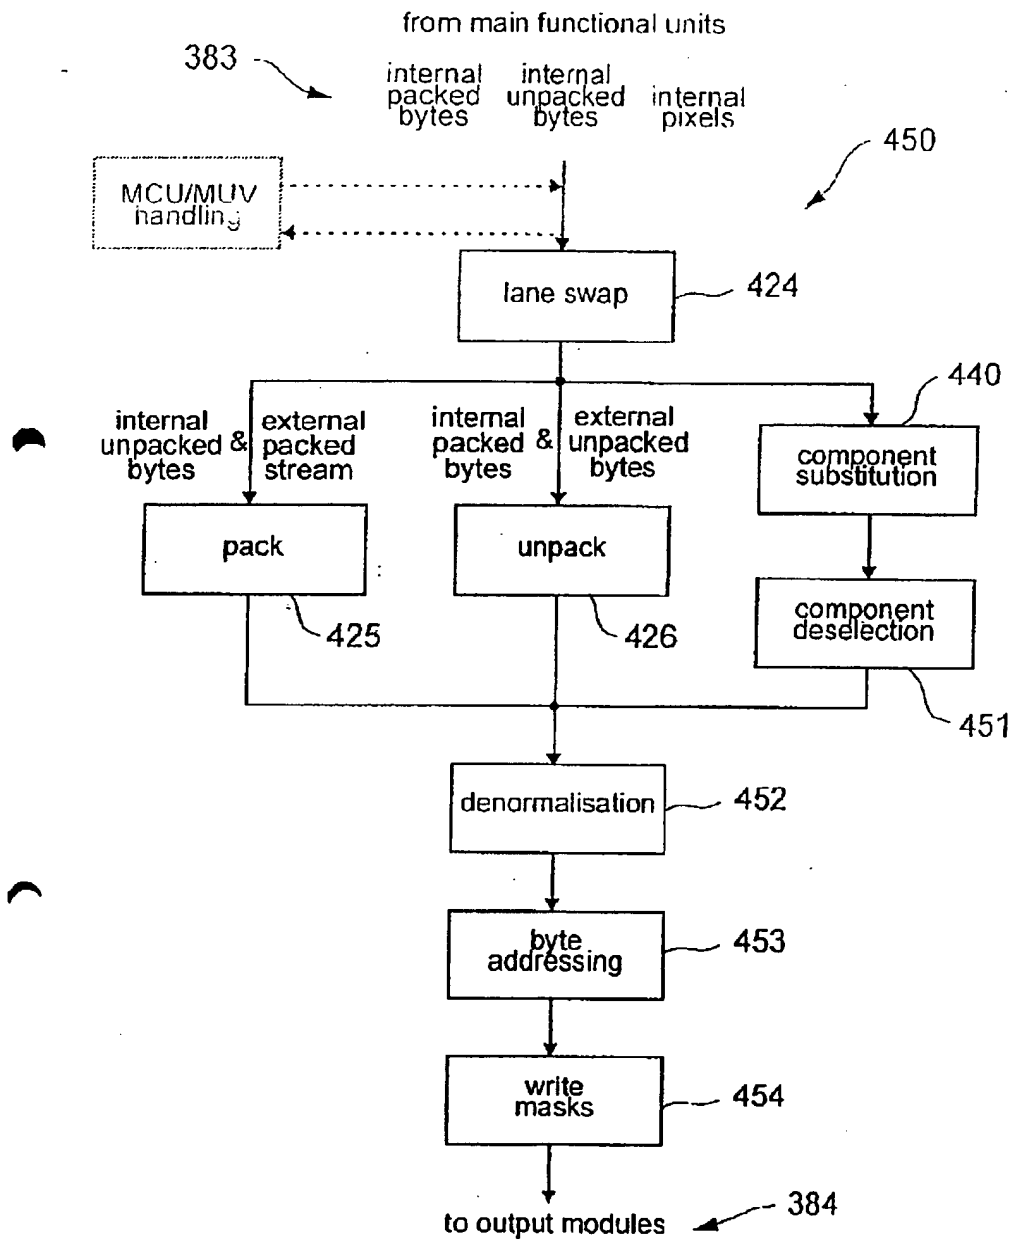 from main functional units
383
internal packed bytes
internal unpacked bytes
internal pixels
450
MCU/MUV handling
lane swap
424
440
internal unpacked bytes & external packed stream
internal packed bytes & external unpacked bytes
component substitution
pack
unpack
component deselection
425
426
451
denormalisation
452
byte addressing
453
write masks
454
to output modules
384